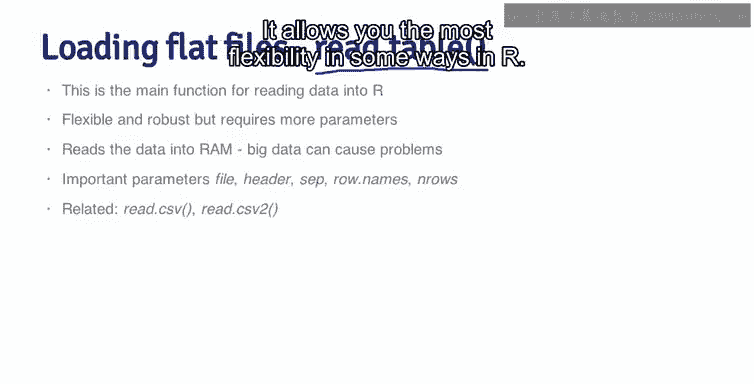 It allows you the most
flexibility in some ways in R.
Loading flat files - read.table()
· This is the main function for reading data into R
· Flexible and robust but requires more parameters
· Reads the data into RAM - big data can cause problems
· Important parameters file, header, sep, row.names, nrows
· Related: read.csv(), read.csv2()